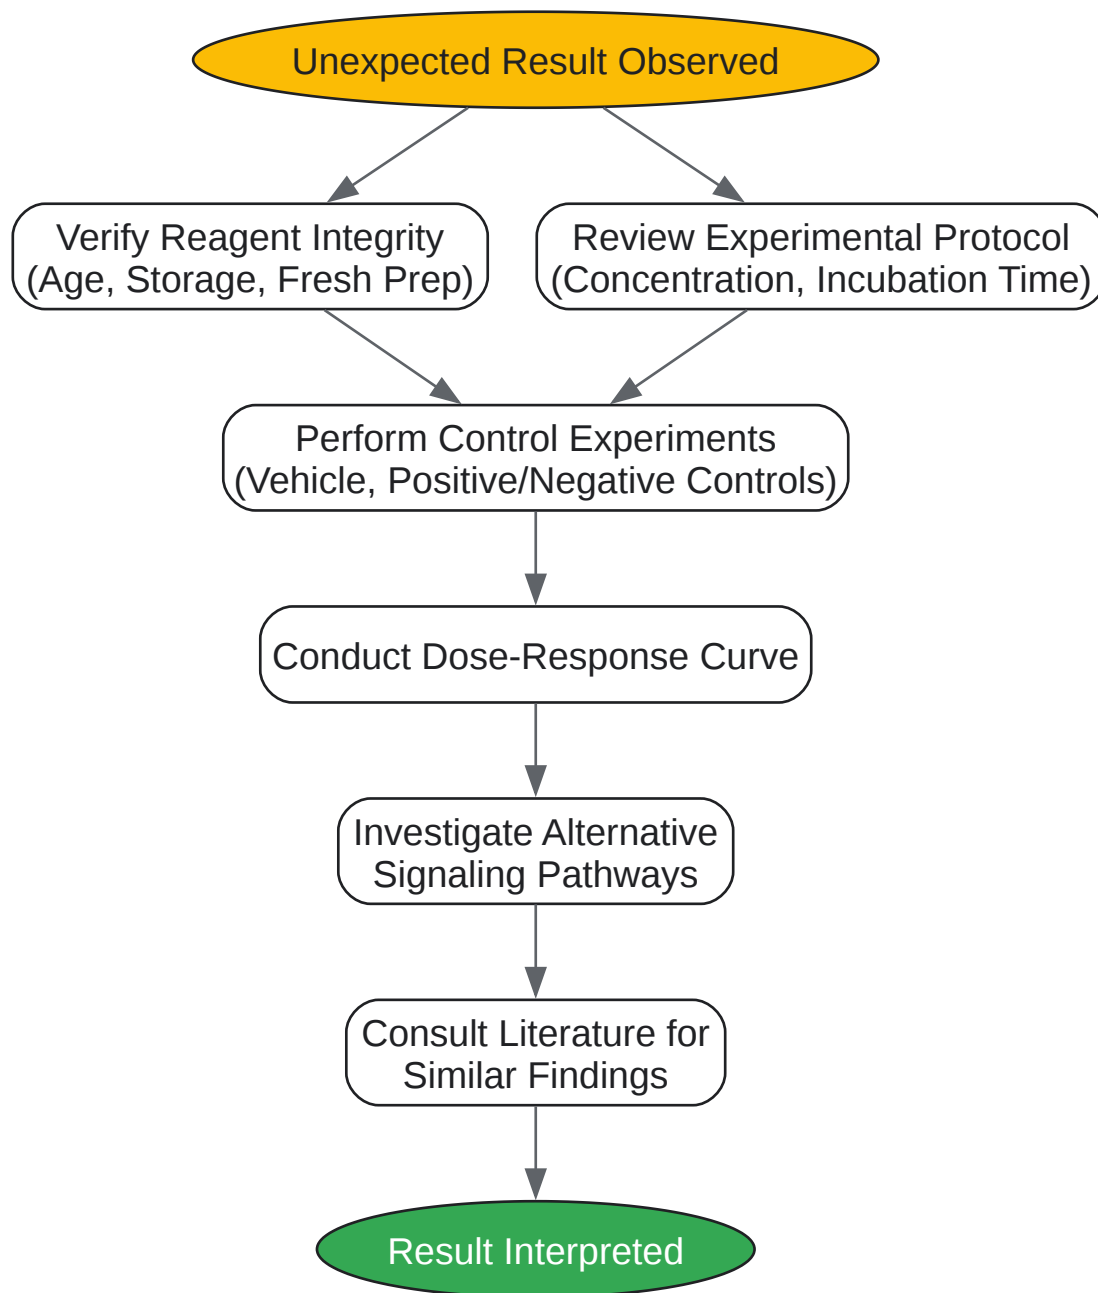 Unexpected Result Observed
Verify Reagent Integrity
(Age, Storage, Fresh Prep)
Review Experimental Protocol
(Concentration, Incubation Time)
Perform Control Experiments
(Vehicle, Positive/Negative Controls)
Conduct Dose-Response Curve
Investigate Alternative
Signaling Pathways
Consult Literature for
Similar Findings
Result Interpreted